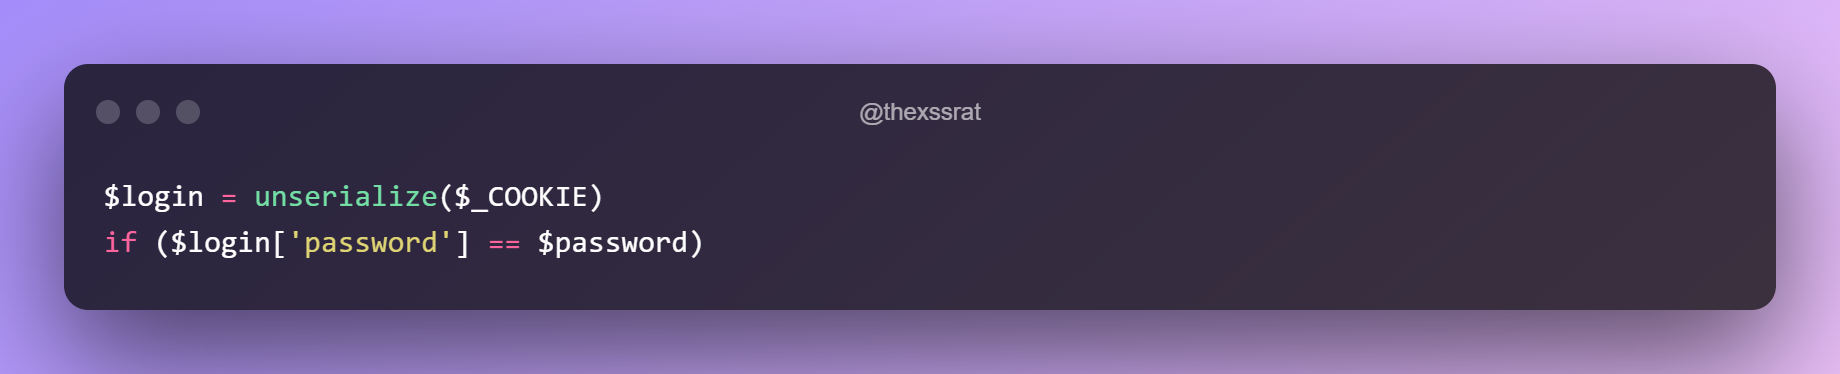 @thexssrat
$login = unserialize($_COOKIE)
if ($login['password'] == $password)